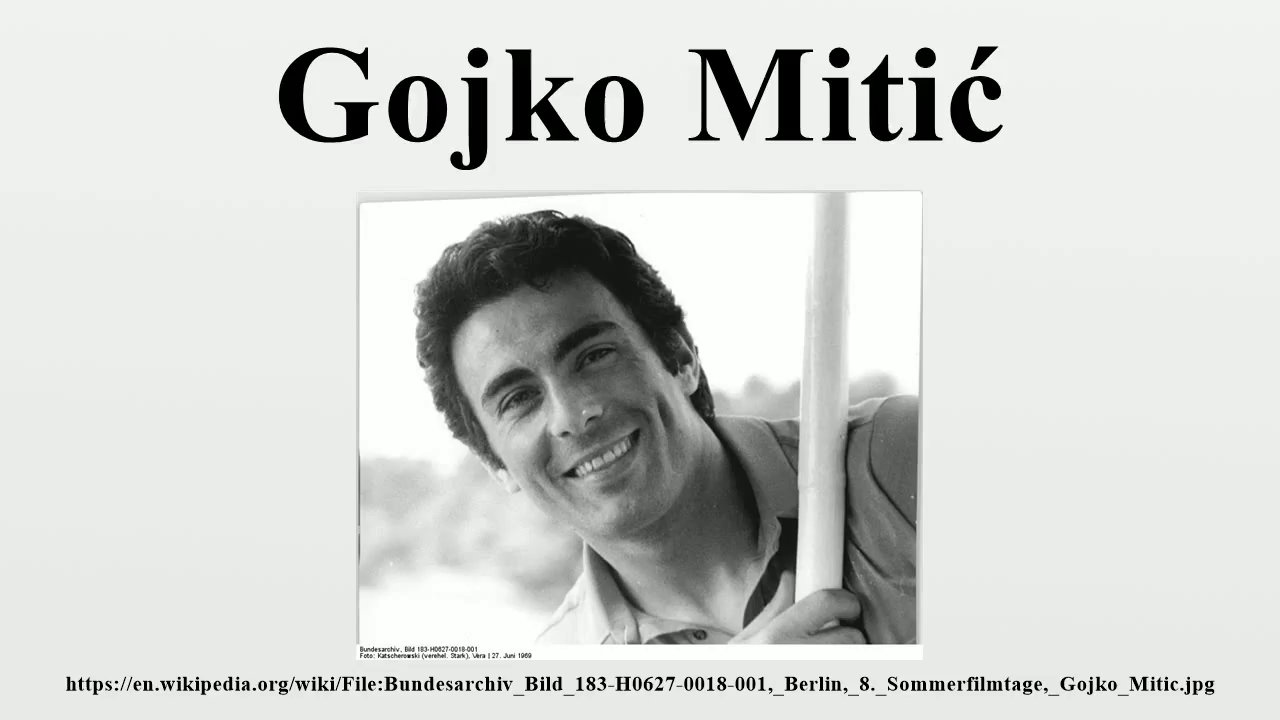 Gojko Mitić
Bundesarchiv, Bild 183-H0627-0018-001
Foto: Katscherowski (verehel. Stark), Vera | 27. Juni 1969
https://en.wikipedia.org/wiki/File:Bundesarchiv_Bild_183-H0627-0018-001,_Berlin,_8._Sommerfilmtage,_Gojko_Mitic.jpg